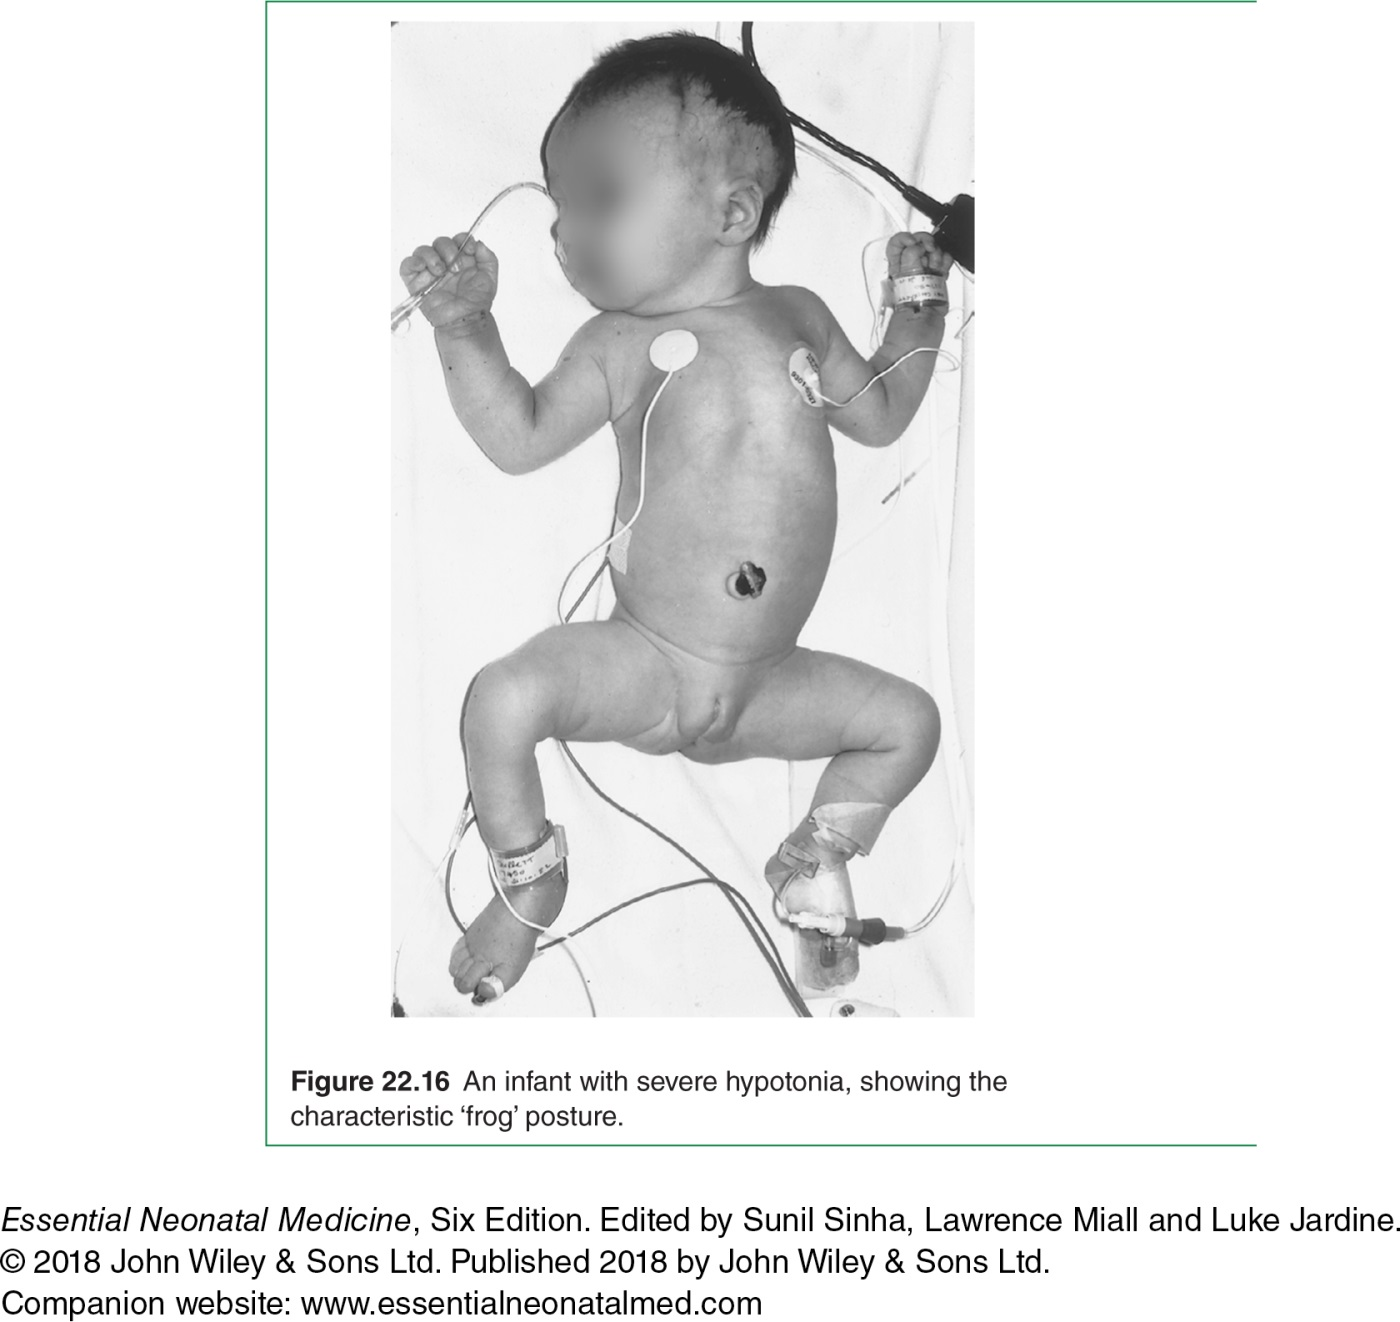 Figure 22.16 An infant with severe hypotonia, showing the
characteristic ‘frog’ posture.
Essential Neonatal Medicine, Six Edition. Edited by Sunil Sinha, Lawrence Miall and Luke Jardine.
© 2018 John Wiley & Sons Ltd. Published 2018 by John Wiley & Sons Ltd.
Companion website: www.essentialneonatalmed.com